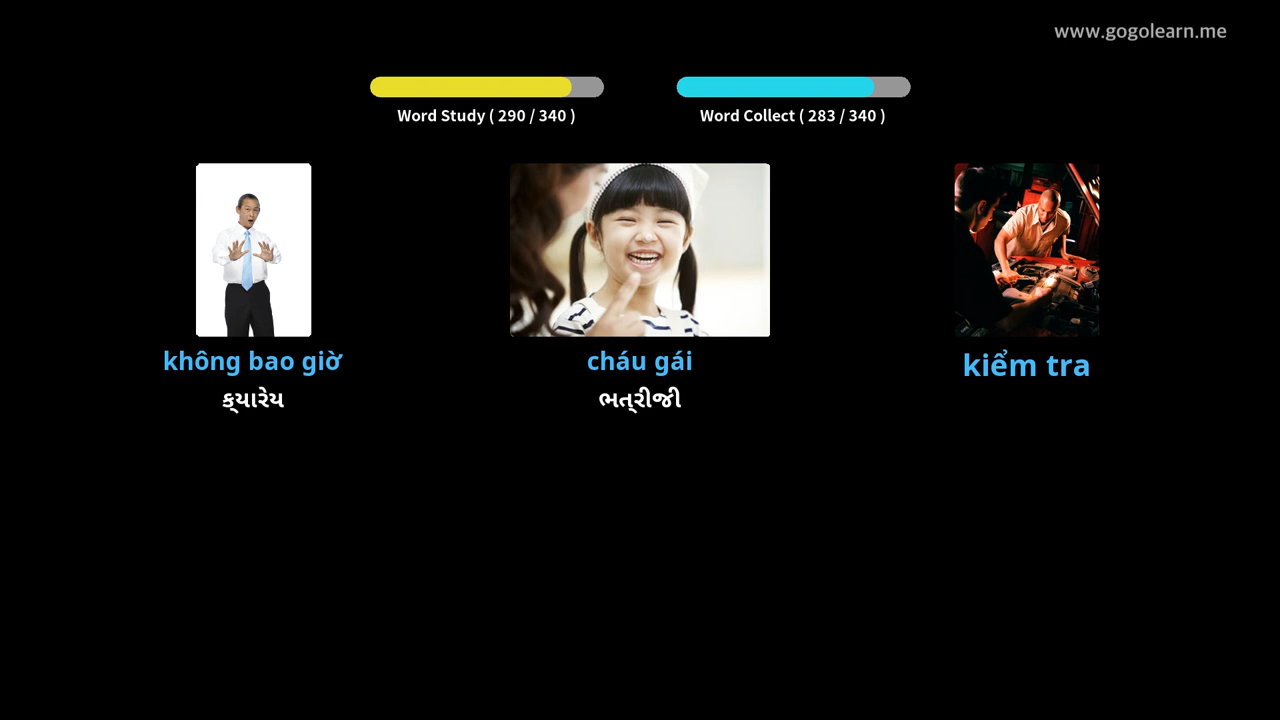 www.gogolearn.me
Word Study ( 290 / 340 )
Word Collect ( 283 / 340 )
không bao giờ
cháu gái
kiểm tra
ક્યારેય
ભત્રીજી